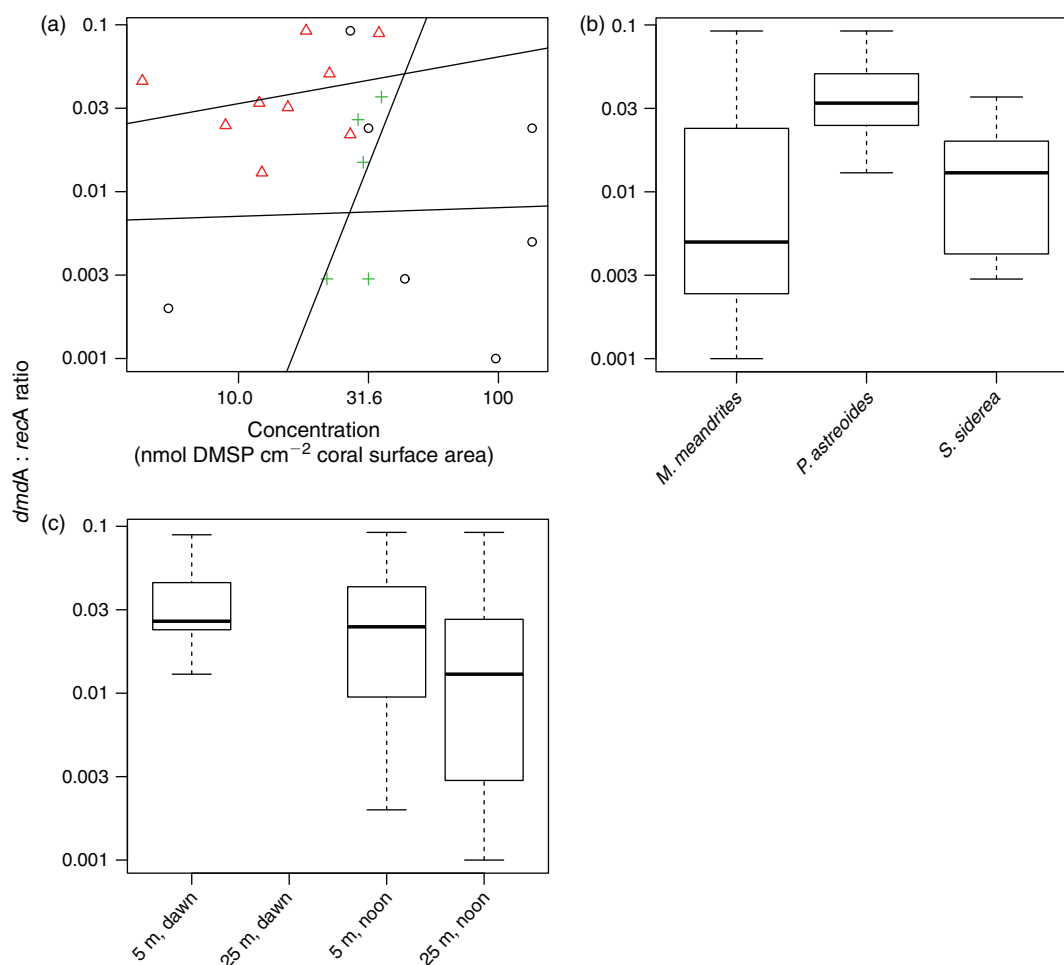 (a)
0.1
0.03
0.01
0.003
0.001
10.0
31.6
100
Concentration
(nmol DMSP cm⁻² coral surface area)
(b)
0.1
0.03
0.01
0.003
0.001
M. meandrites
P. astreoides
S. siderea
dmdA : recA ratio
(c)
0.1
0.03
0.01
0.003
0.001
5 m, dawn
25 m, dawn
5 m, noon
25 m, noon